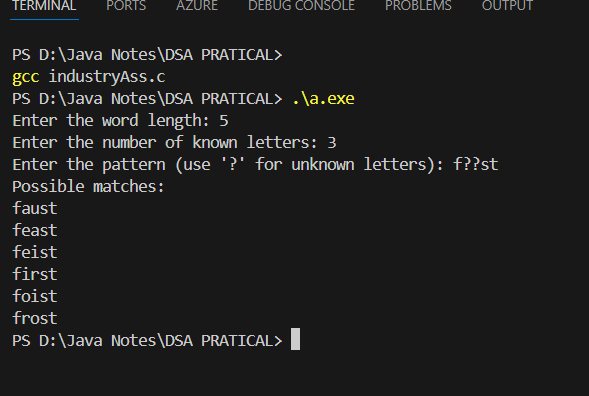 TERMINAL PORTS AZURE DEBUG CONSOLE PROBLEMS OUTPUT
PS D:\Java Notes\DSA PRATICAL>
gcc industryAss.c
PS D:\Java Notes\DSA PRATICAL> .\a.exe
Enter the word length: 5
Enter the number of known letters: 3
Enter the pattern (use '?' for unknown letters): f??st
Possible matches:
faust
feast
feist
first
foist
frost
PS D:\Java Notes\DSA PRATICAL>